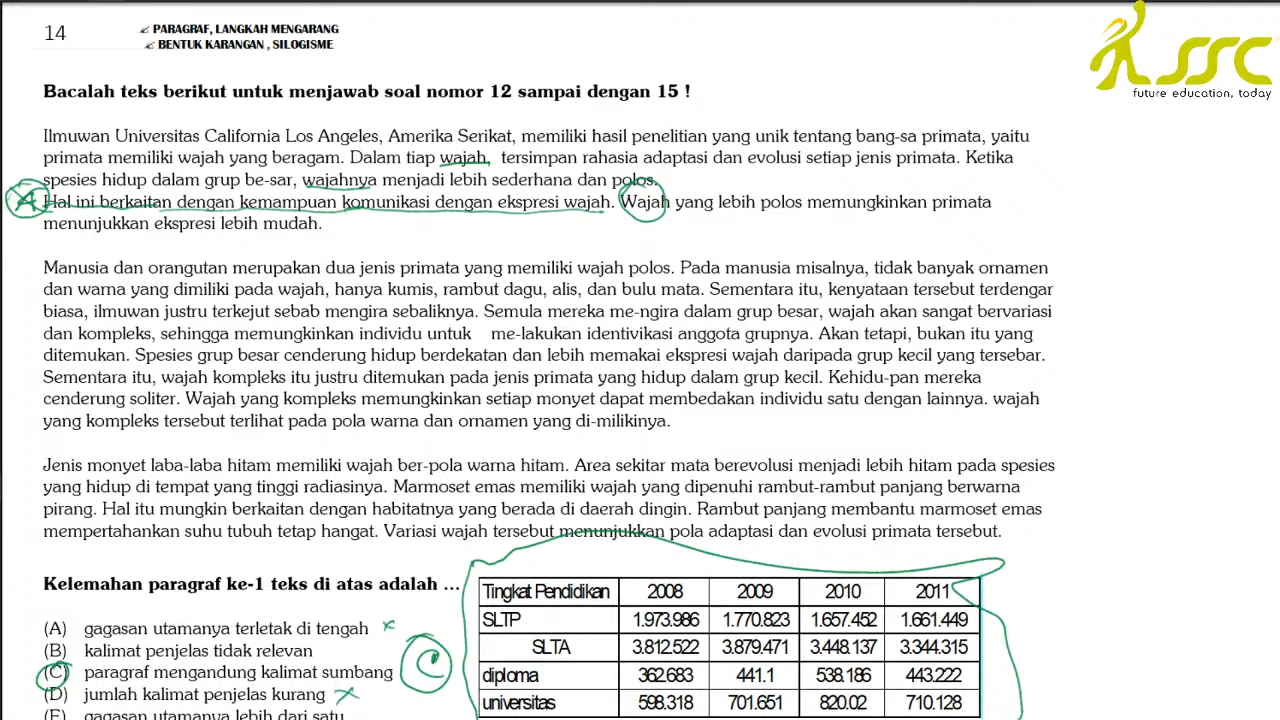 14
PARAGRAF, LANGKAH MENGARANG
BENTUK KARANGAN , SILOGISME
SSC
future education, today
Bacalah teks berikut untuk menjawab soal nomor 12 sampai dengan 15 !
Ilmuwan Universitas California Los Angeles, Amerika Serikat, memiliki hasil penelitian yang unik tentang bang-sa primata, yaitu
primata memiliki wajah yang beragam. Dalam tiap wajah, tersimpan rahasia adaptasi dan evolusi setiap jenis primata. Ketika
spesies hidup dalam grup be-sar, wajahnya menjadi lebih sederhana dan polos.
A Hal ini berkaitan dengan kemampuan komunikasi dengan ekspresi wajah. Wajah yang lebih polos memungkinkan primata
menunjukkan ekspresi lebih mudah.
Manusia dan orangutan merupakan dua jenis primata yang memiliki wajah polos. Pada manusia misalnya, tidak banyak ornamen
dan warna yang dimiliki pada wajah, hanya kumis, rambut dagu, alis, dan bulu mata. Sementara itu, kenyataan tersebut terdengar
biasa, ilmuwan justru terkejut sebab mengira sebaliknya. Semula mereka me-ngira dalam grup besar, wajah akan sangat bervariasi
dan kompleks, sehingga memungkinkan individu untuk me-lakukan identivikasi anggota grupnya. Akan tetapi, bukan itu yang
ditemukan. Spesies grup besar cenderung hidup berdekatan dan lebih memakai ekspresi wajah daripada grup kecil yang tersebar.
Sementara itu, wajah kompleks itu justru ditemukan pada jenis primata yang hidup dalam grup kecil. Kehidu-pan mereka
cenderung soliter. Wajah yang kompleks memungkinkan setiap monyet dapat membedakan individu satu dengan lainnya. wajah
yang kompleks tersebut terlihat pada pola warna dan ornamen yang di-milikinya.
Jenis monyet laba-laba hitam memiliki wajah ber-pola warna hitam. Area sekitar mata berevolusi menjadi lebih hitam pada spesies
yang hidup di tempat yang tinggi radiasinya. Marmoset emas memiliki wajah yang dipenuhi rambut-rambut panjang berwarna
pirang. Hal itu mungkin berkaitan dengan habitatnya yang berada di daerah dingin. Rambut panjang membantu marmoset emas
mempertahankan suhu tubuh tetap hangat. Variasi wajah tersebut menunjukkan pola adaptasi dan evolusi primata tersebut.
Kelemahan paragraf ke-1 teks di atas adalah ...
(A) gagasan utamanya terletak di tengah x
(B) kalimat penjelas tidak relevan
(C) paragraf mengandung kalimat sumbang C
(D) jumlah kalimat penjelas kurang x
(E) gagasan utamanya lebih dari satu
Tingkat Pendidikan 2008 2009 2010 2011
SLTP 1.973.986 1.770.823 1.657.452 1.661.449
SLTA 3.812.522 3.879.471 3.448.137 3.344.315
diploma 362.683 441.1 538.186 443.222
universitas 598.318 701.651 820.02 710.128